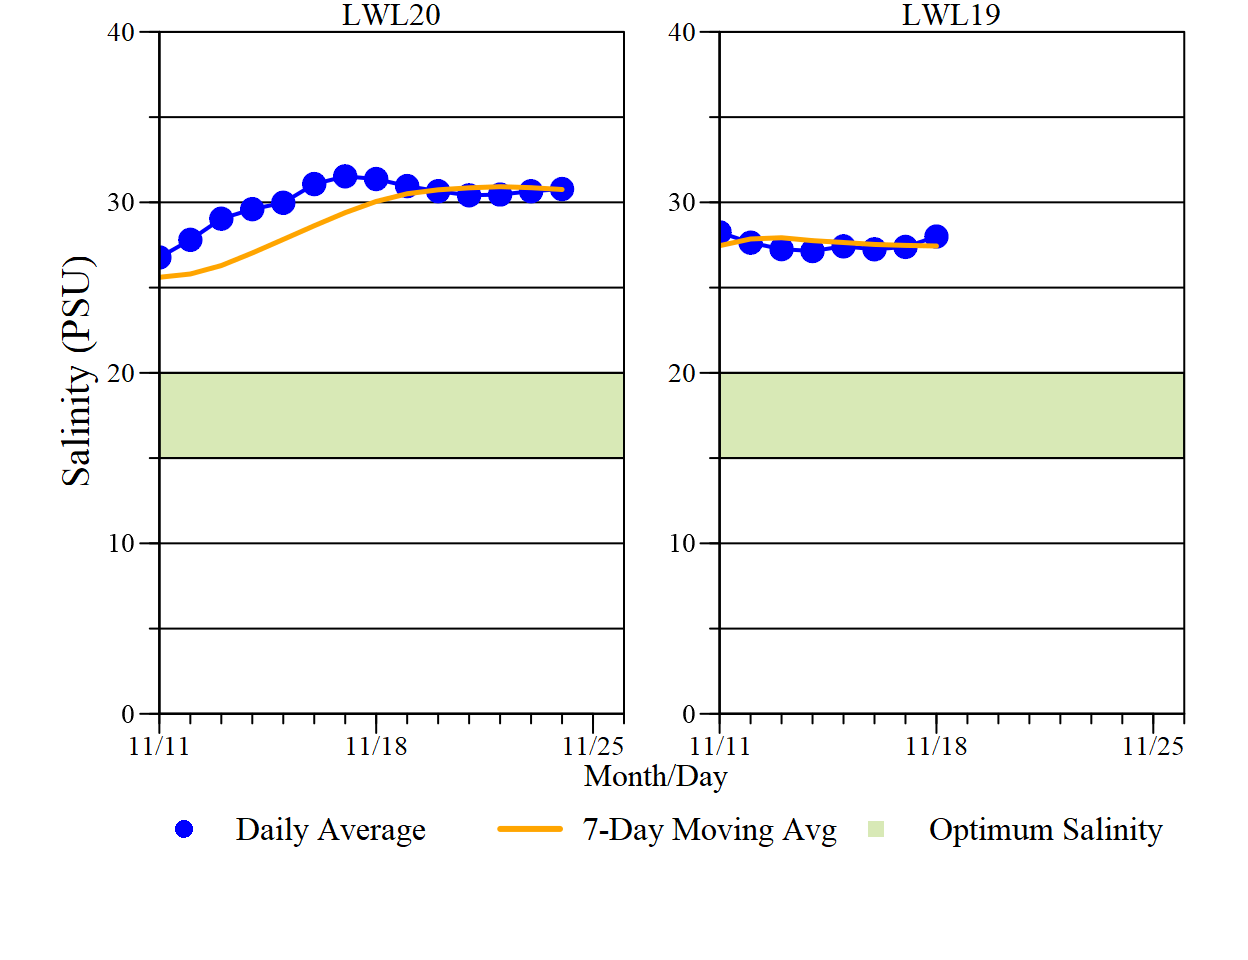 LWL20
LWL19
40
30
20
10
0
40
30
20
10
0
Salinity (PSU)
11/11
11/18
11/25
11/11
11/18
11/25
Month/Day
Daily Average
7-Day Moving Avg
Optimum Salinity